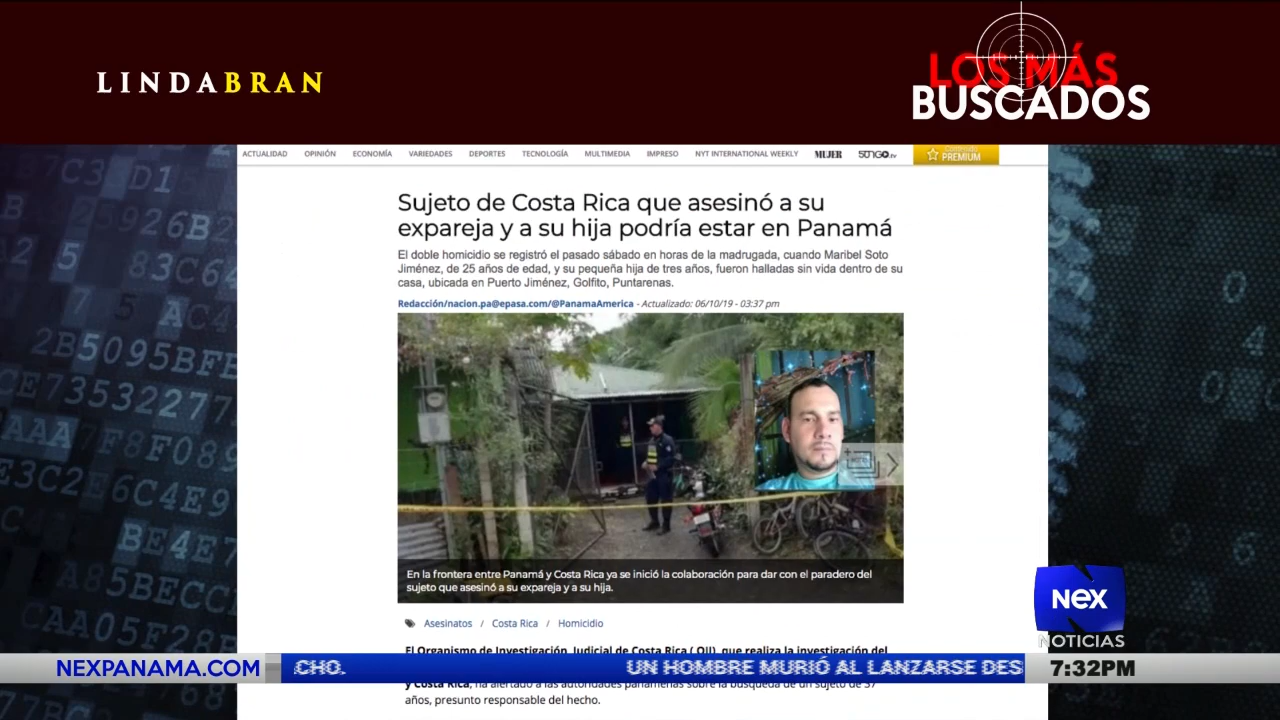 LINDABRAN
LOS MÁS
BUSCADOS
ACTUALIDAD OPINIÓN ECONOMÍA VARIEDADES DEPORTES TECNOLOGÍA MULTIMEDIA IMPRESO NYT INTERNATIONAL WEEKLY MUJER PREMIUM
Sujeto de Costa Rica que asesinó a su
expareja y a su hija podría estar en Panamá
El doble homicidio se registró el pasado sábado en horas de la madrugada, cuando Maribel Soto
Jiménez, de 25 años de edad, y su pequeña hija de tres años, fueron halladas sin vida dentro de su
casa, ubicada en Puerto Jiménez, Golfito, Puntarenas.
Redacción/nacion.pa@epasa.com/@PanamaAmerica - Actualizado: 06/10/19 - 03:37 pm
En la frontera entre Panamá y Costa Rica ya se inició la colaboración para dar con el paradero del
sujeto que asesinó a su expareja y a su hija.
Asesinatos / Costa Rica / Homicidio
El Organismo de Investigación Judicial de Costa Rica ( OIJ), que realiza la investigación del
y Costa Rica, ha alertado a las autoridades panameñas sobre la búsqueda de un sujeto de 37
años, presunto responsable del hecho.
NEX
NOTICIAS
NEXPANAMA.COM CHO. UN HOMBRE MURIÓ AL LANZARSE DES 7:32PM